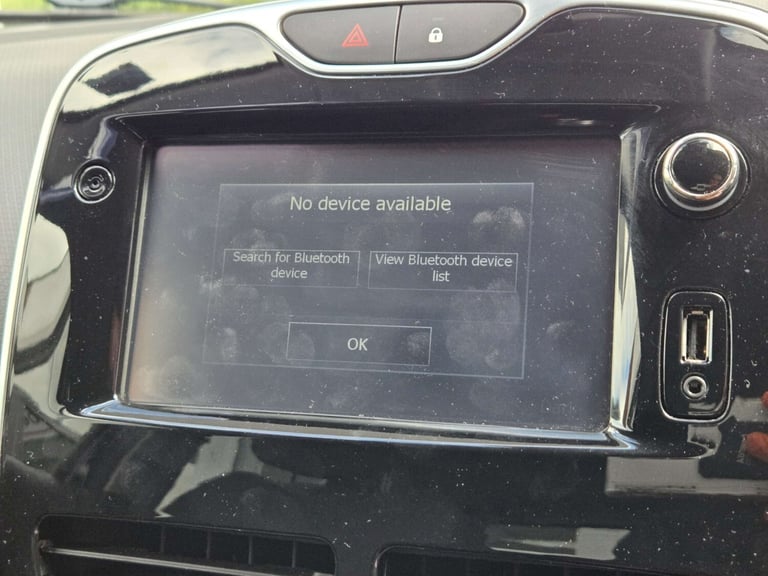 No device available
Search for Bluetooth
device
View Bluetooth device
list
OK